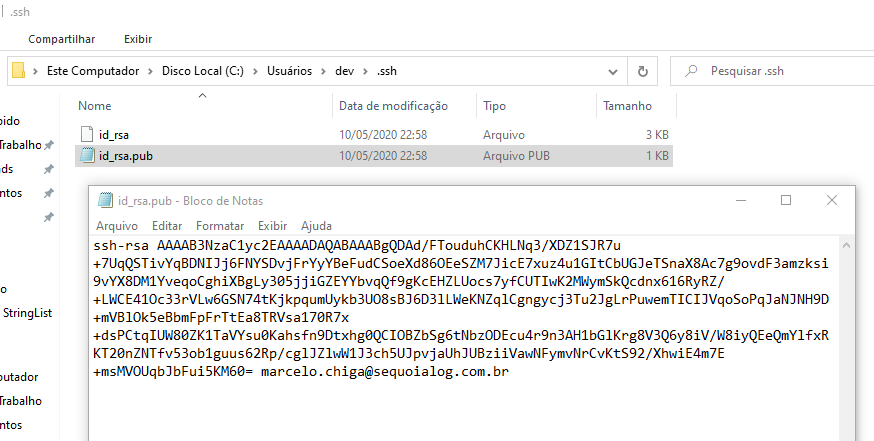 .ssh
Compartilhar Exibir
Este Computador Disco Local (C:) Usuários dev .ssh Pesquisar .ssh
Nome Data de modificação Tipo Tamanho
id_rsa 10/05/2020 22:58 Arquivo 3 KB
id_rsa.pub 10/05/2020 22:58 Arquivo PUB 1 KB
pido
Trabalho
ds
ntos
o
StringList
putador
Trabalho
ntos
id_rsa.pub - Bloco de Notas
Arquivo Editar Formatar Exibir Ajuda
ssh-rsa AAAAB3NzaC1yc2EAAAADAQABAAABgQDAd/FTouduhCKHLNq3/XDZ1SJR7u
+7UqQSTivYqBDNIJj6FNYSDvjFrYyYBeFudCSoeXd86OEeSZM7JicE7xuz4u1GItCbUGJeTSnaX8Ac7g9ovdF3amzksi
9vYX8DM1YveqoCghiXBgLy305jjiGZEYYbvqQf9gKcEHZLUocs7yfCUTIwK2MWymSkQcdnx616RyRZ/
+LWCE41Oc33rVLw6GSN74tKjkpqumUykb3UO8sBJ6D31LWeKNZqlCgngycj3Tu2JgLrPuwemTICIJVqoSoPqJaNJNH9D
+mVBlOk5eBbmFpFrTtEa8TRVsa170R7x
+dsPCtqIUW80ZK1TaVYsu0Kahsfn9Dtxhg0QCIOBZbSg6tNbzODEcu4r9n3AH1bGlKrg8V3Q6y8iV/W8iyQEeQmYlfxR
KT20nZNTfv53ob1guus62Rp/cglJZlwW1J3ch5UJpvjaUhJUBziiVawNFymvNrCvKtS92/XhwiE4m7E
+msMVOUqbJbFui5KM60= marcelo.chiga@sequoialog.com.br